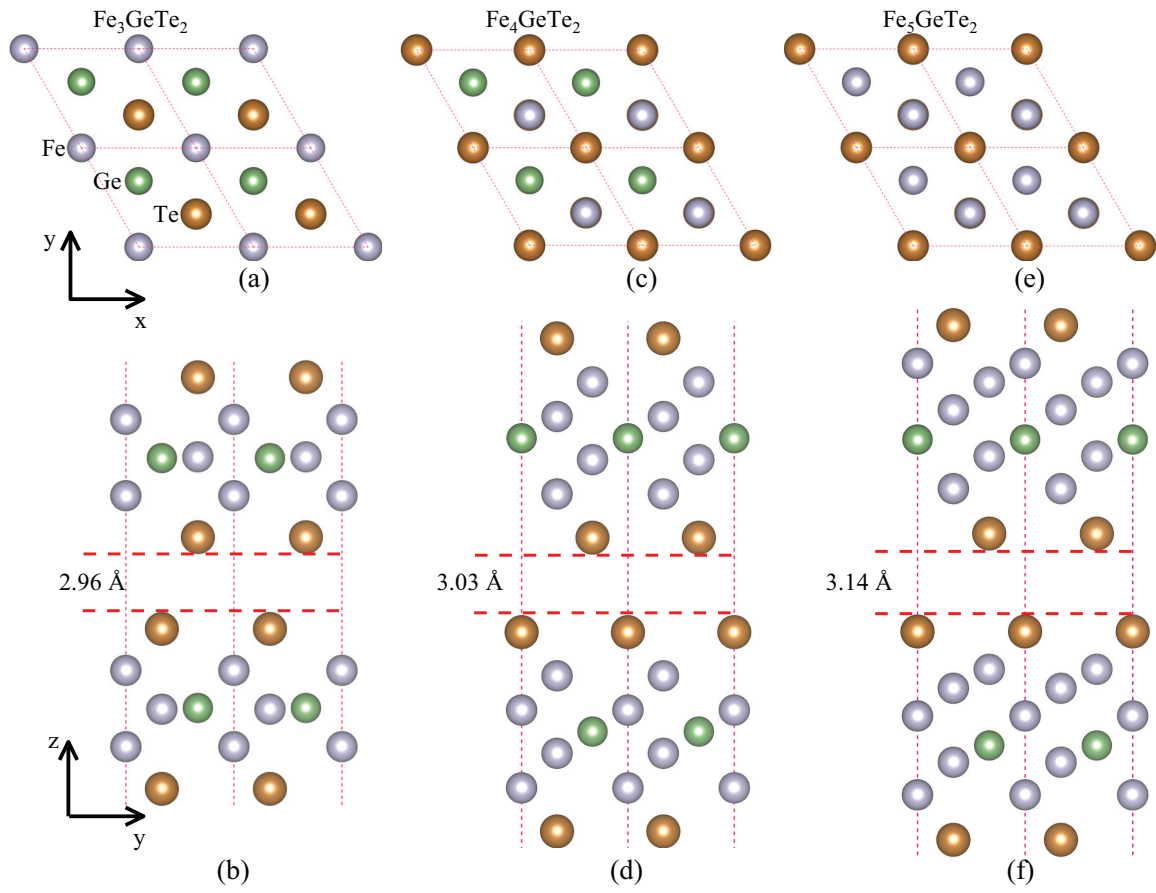 Fe3GeTe2
Fe4GeTe2
Fe5GeTe2
Fe
Ge
Te
y
x
(a)
(c)
(e)
2.96 Å
3.03 Å
3.14 Å
z
y
(b)
(d)
(f)